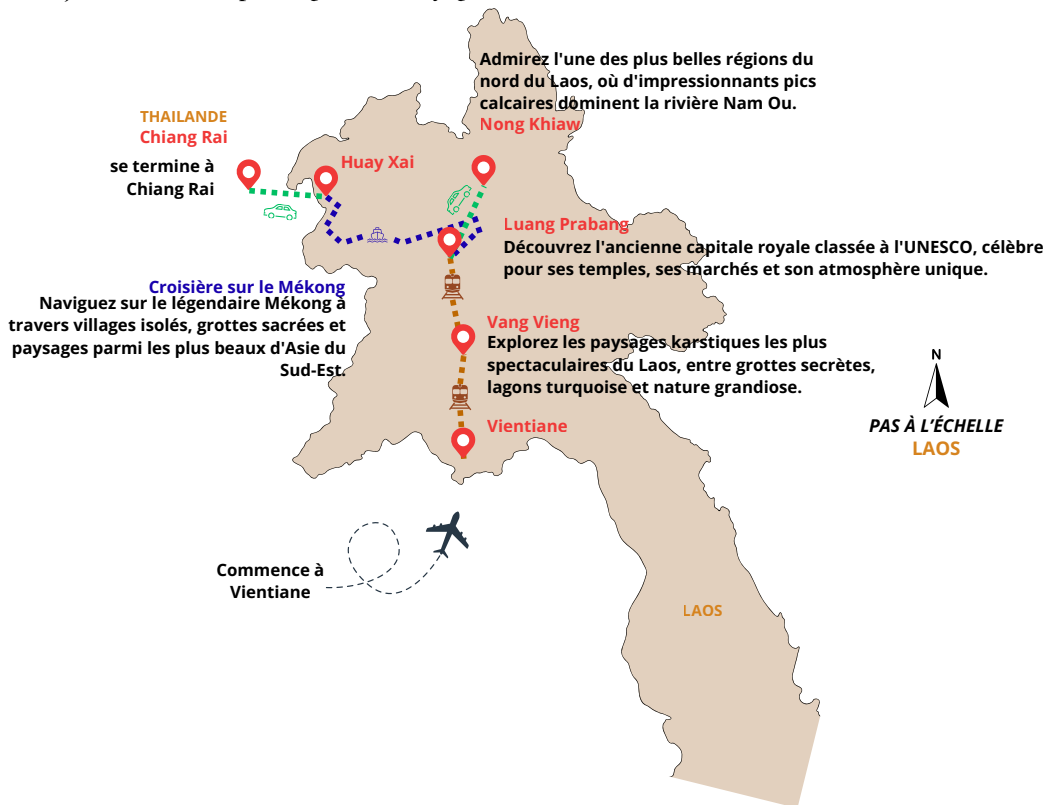 Admirez l'une des plus belles régions du
nord du Laos, où d'impressionnants pics
calcaires dominent la rivière Nam Ou.
Nong Khiaw
THAILANDE
Chiang Rai
se termine à
Chiang Rai
Huay Xai
Luang Prabang
Découvrez l'ancienne capitale royale classée à l'UNESCO, célèbre
pour ses temples, ses marchés et son atmosphère unique.
Croisière sur le Mékong
Naviguez sur le légendaire Mékong à
travers villages isolés, grottes sacrées et
paysages parmi les plus beaux d'Asie du
Sud-Est.
Vang Vieng
Explorez les paysages karstiques les plus
spectaculaires du Laos, entre grottes secrètes,
lagons turquoise et nature grandiose.
Vientiane
N
PAS À L'ÉCHELLE
LAOS
Commence à
Vientiane
LAOS